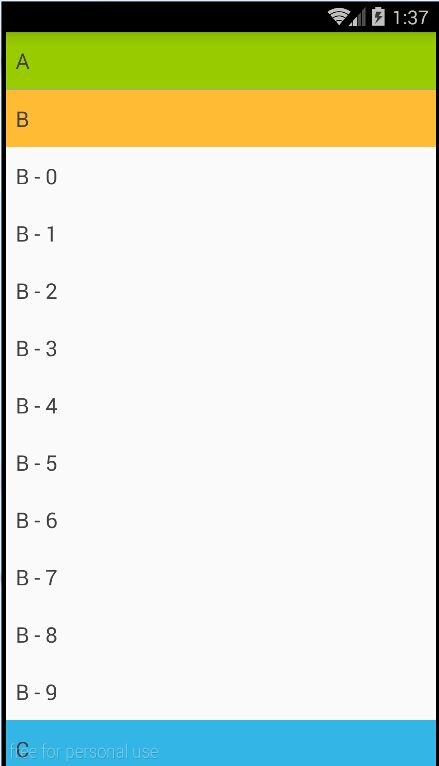 1:37
A
B
B - 0
B - 1
B - 2
B - 3
B - 4
B - 5
B - 6
B - 7
B - 8
B - 9
C
free for personal use